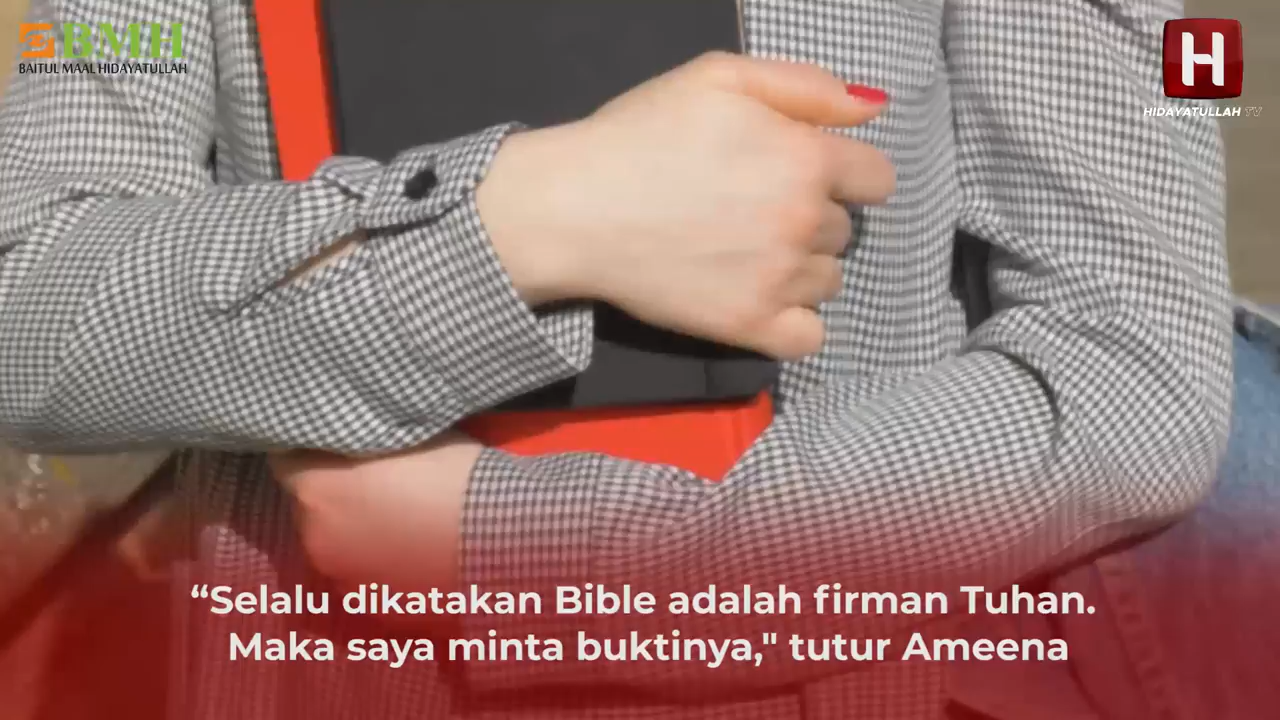 BMH
BAITUL MAAL HIDAYATULLAH
H
HIDAYATULLAH TV
“Selalu dikatakan Bible adalah firman Tuhan.
Maka saya minta buktinya," tutur Ameena